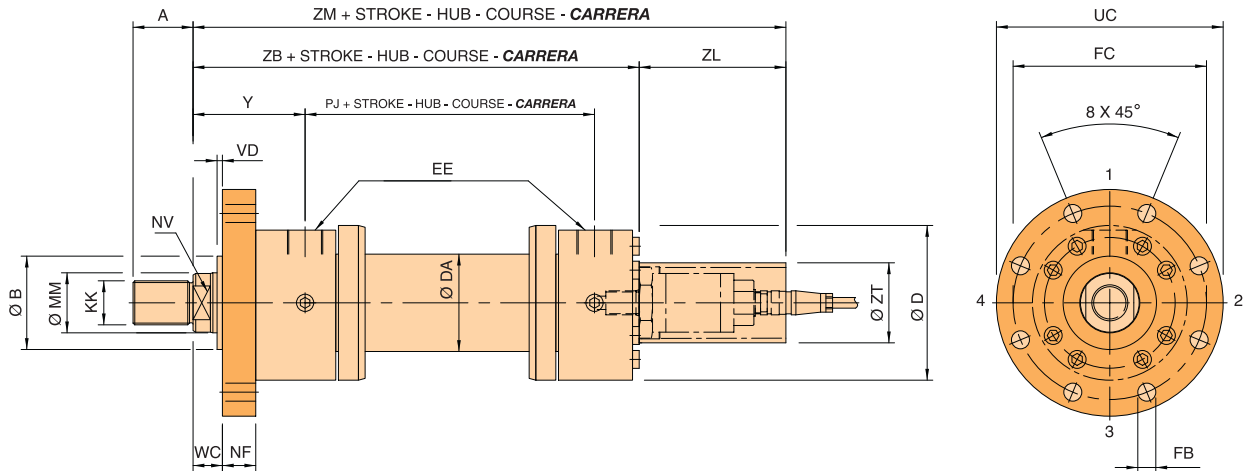 A
ZM + STROKE - HUB - COURSE - CARRERA
UC
ZB + STROKE - HUB - COURSE - CARRERA
ZL
FC
Y
PJ + STROKE - HUB - COURSE - CARRERA
8 X 45°
VD
EE
1
NV
Ø B
Ø MM
KK
Ø DA
Ø ZT
Ø D
4
2
WC
NF
3
FB